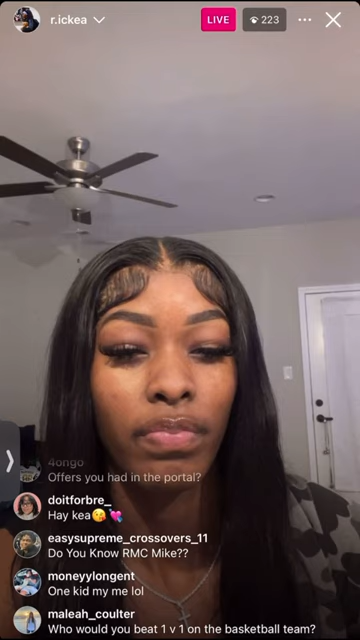 r.ickea
LIVE
223
4ongo
Offers you had in the portal?
doitforbre_
Hay kea😘💘
easysupreme_crossovers_11
Do You Know RMC Mike??
moneyylongent
One kid my me lol
maleah_coulter
Who would you beat 1 v 1 on the basketball team?